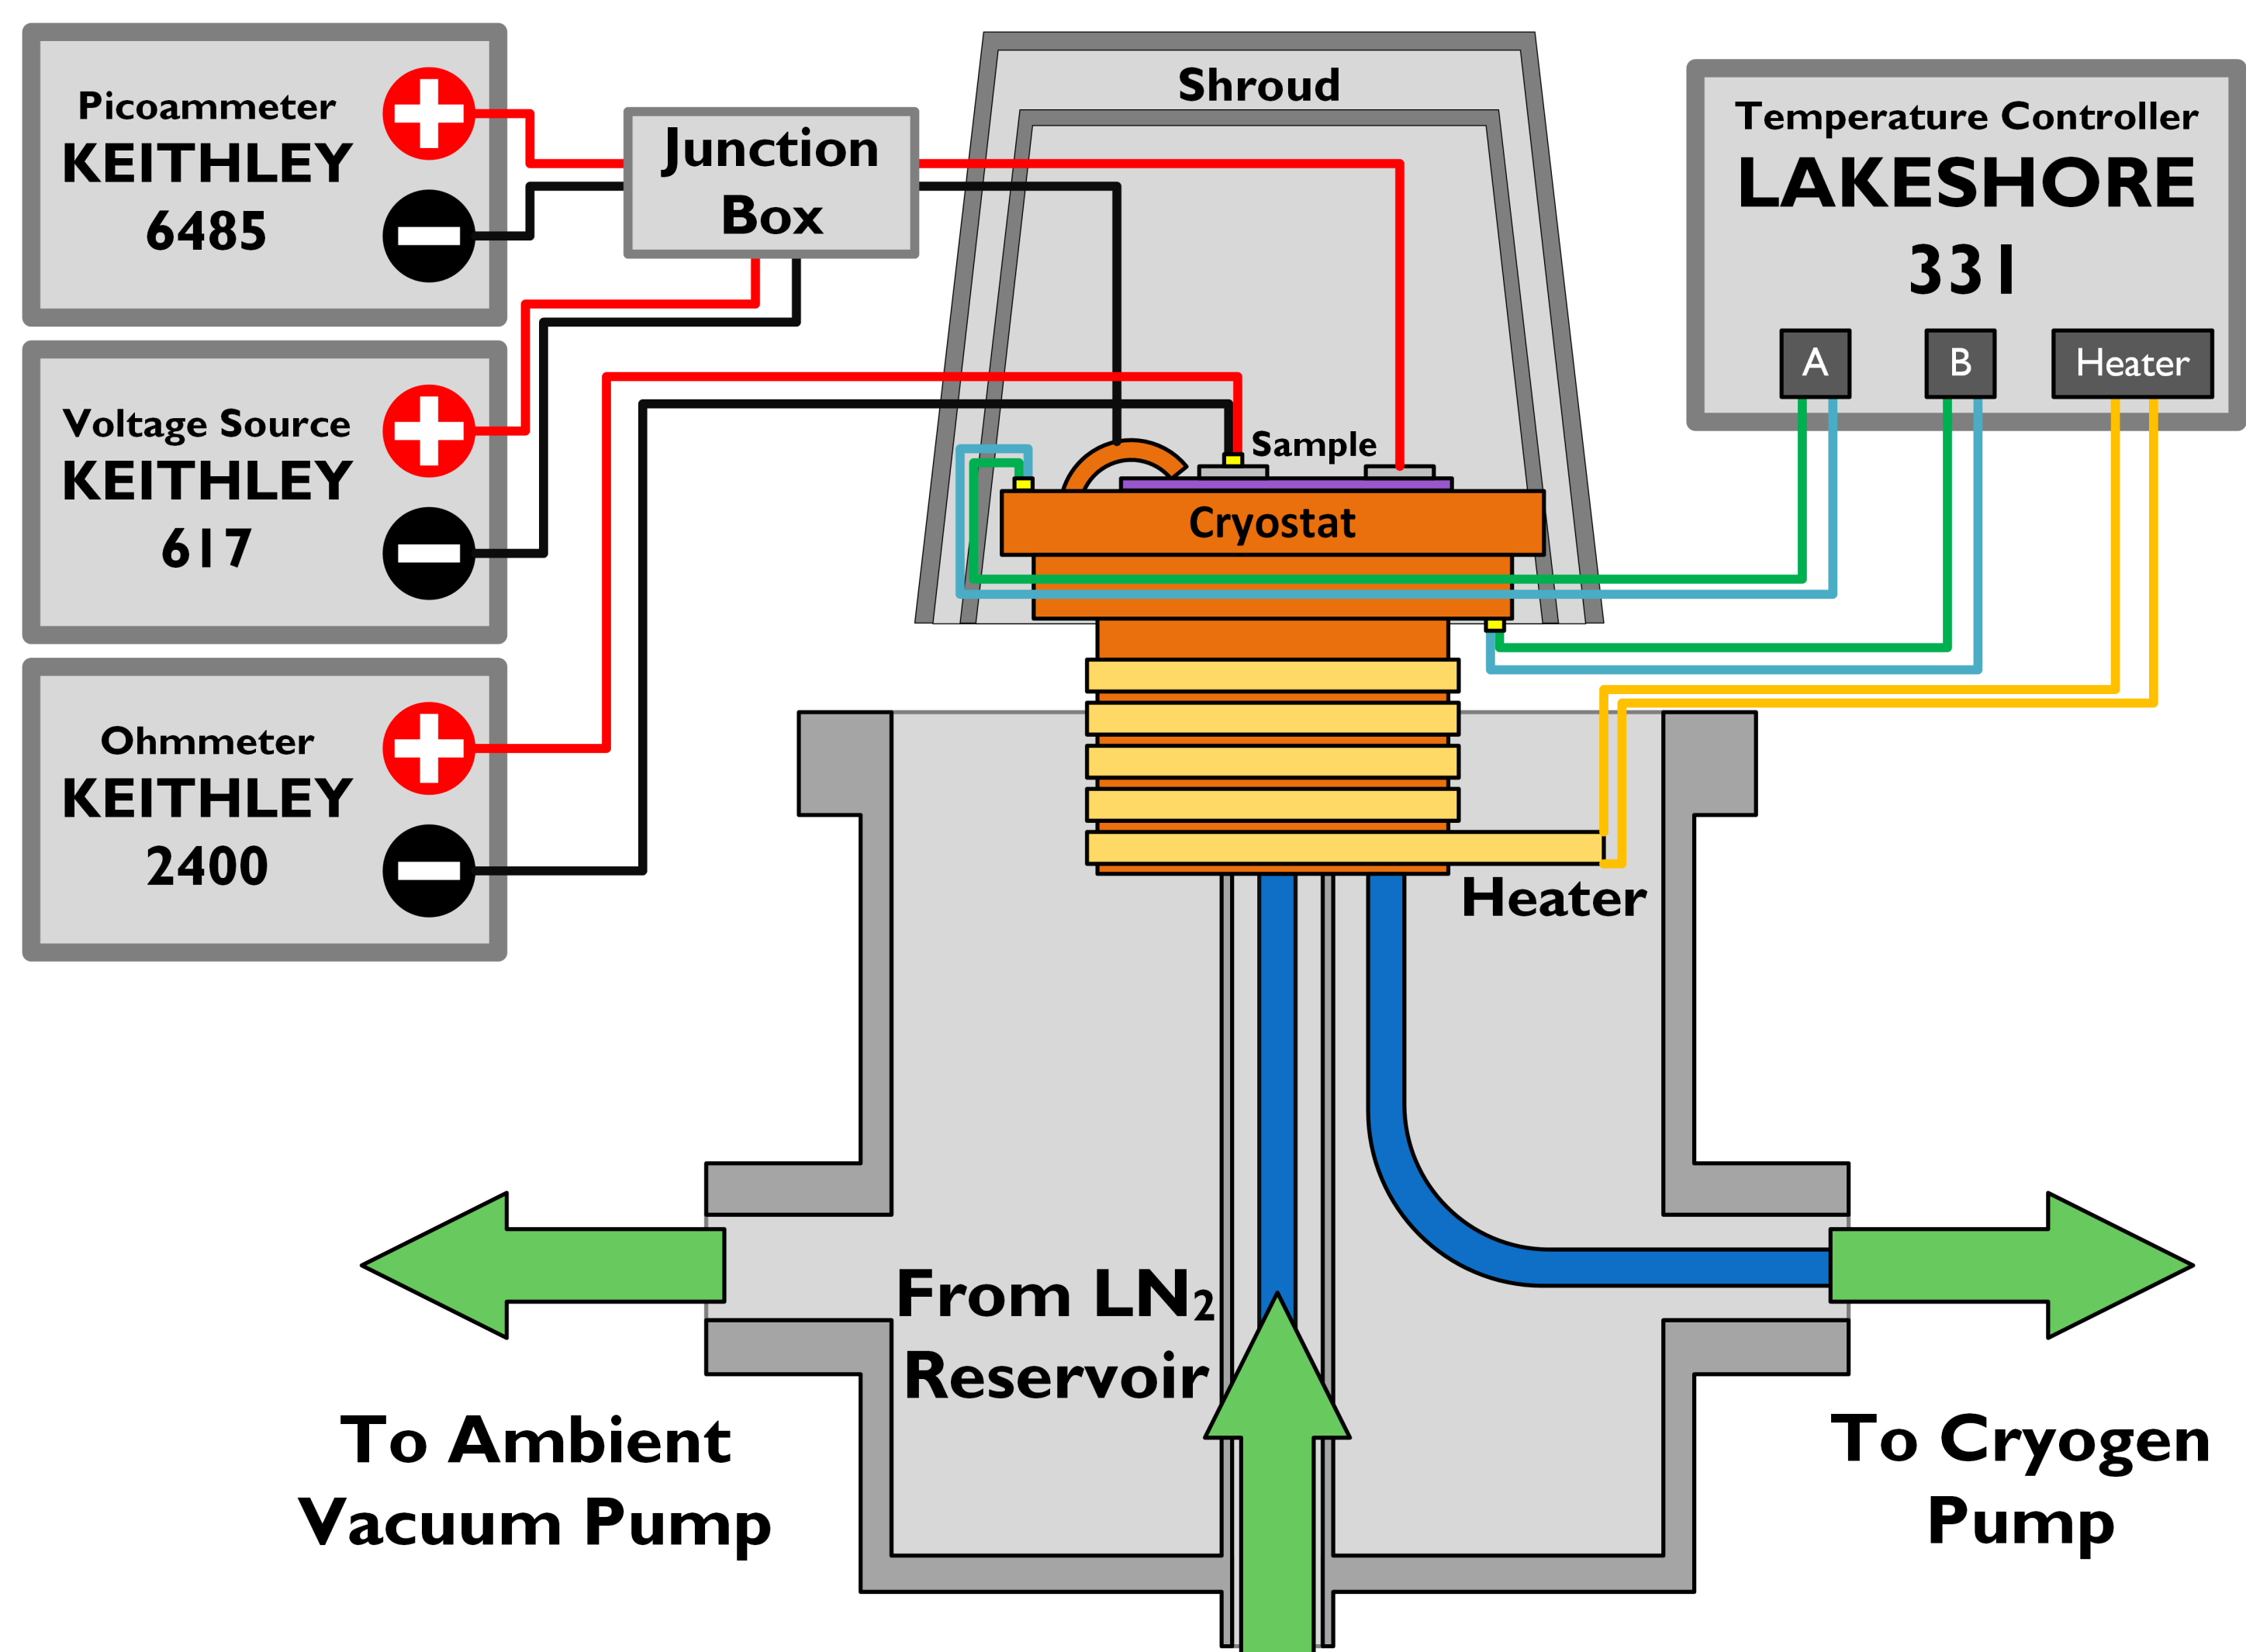 Picoammeter
KEITHLEY
6485
Voltage Source
KEITHLEY
617
Ohmmeter
KEITHLEY
2400
Junction
Box
Shroud
Sample
Cryostat
Heater
Temperature Controller
LAKESHORE
331
A
B
Heater
From LN₂
Reservoir
To Ambient
Vacuum Pump
To Cryogen
Pump